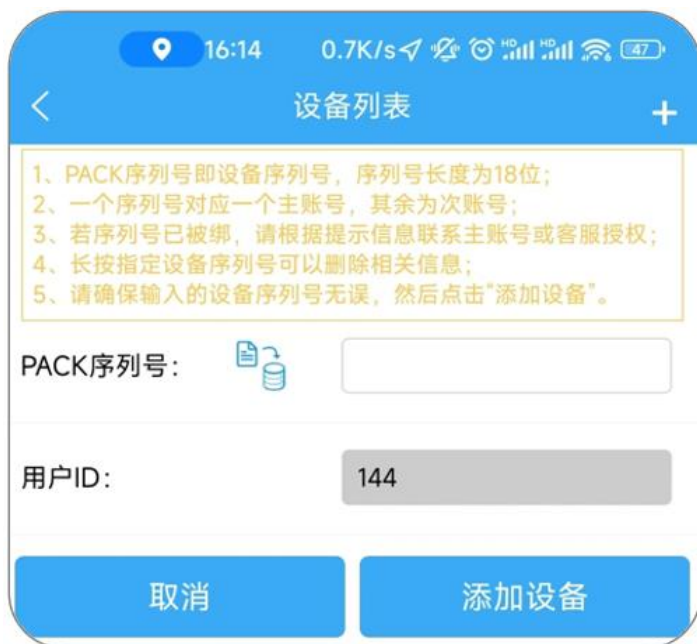 16:14 0.7K/s HD HD 47
设备列表
1、PACK序列号即设备序列号，序列号长度为18位；
2、一个序列号对应一个主账号，其余为次账号；
3、若序列号已被绑，请根据提示信息联系主账号或客服授权；
4、长按指定设备序列号可以删除相关信息；
5、请确保输入的设备序列号无误，然后点击“添加设备”。
PACK序列号：
用户ID： 144
取消 添加设备